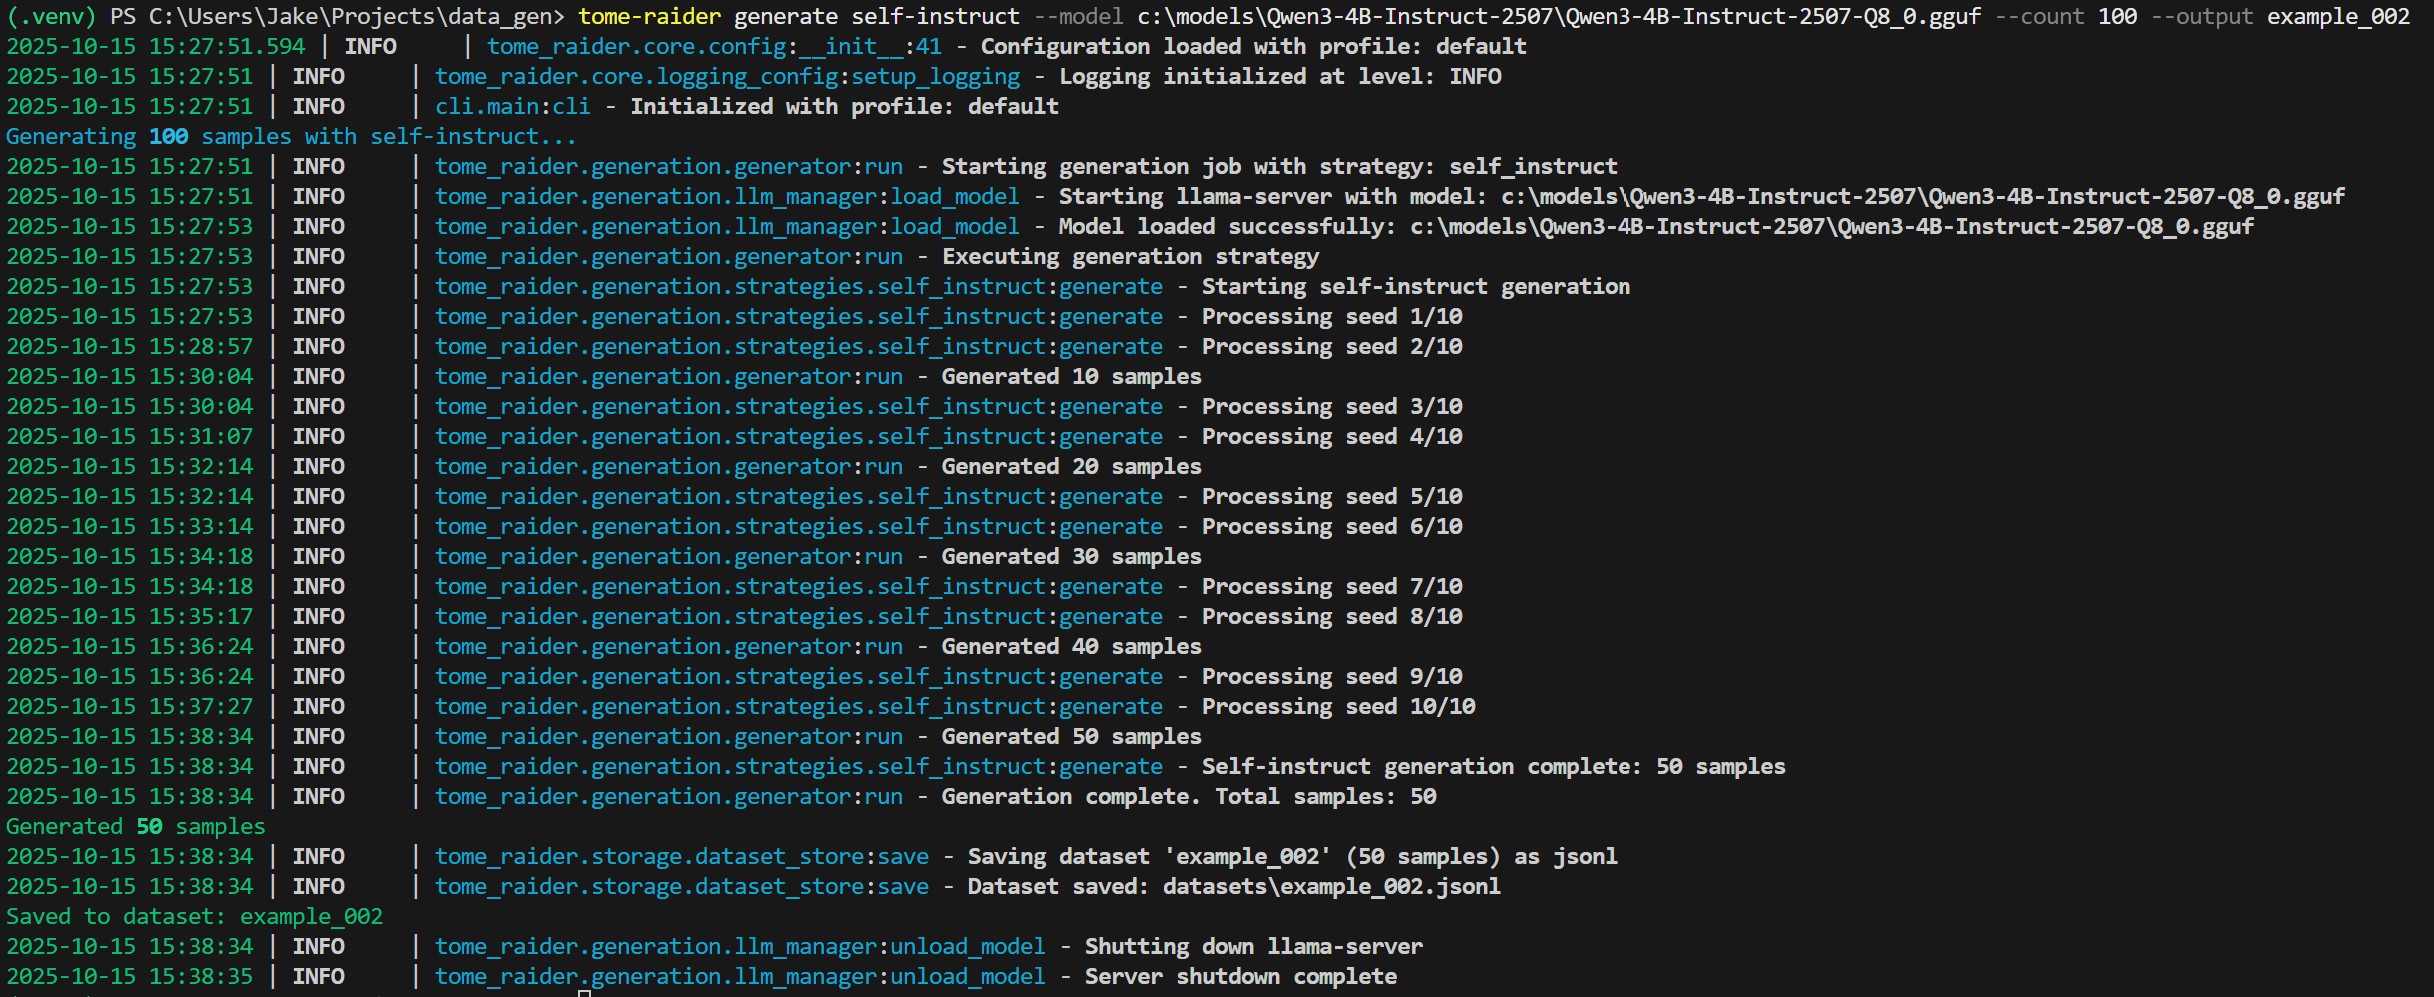 (.venv) PS C:\Users\Jake\Projects\data_gen> tome-raider generate self-instruct --model c:\models\Qwen3-4B-Instruct-2507\Qwen3-4B-Instruct-2507-Q8_0.gguf --count 100 --output example_002
2025-10-15 15:27:51.594 | INFO     | tome_raider.core.config:__init__:41 - Configuration loaded with profile: default
2025-10-15 15:27:51 | INFO     | tome_raider.core.logging_config:setup_logging - Logging initialized at level: INFO
2025-10-15 15:27:51 | INFO     | cli.main:cli - Initialized with profile: default
Generating 100 samples with self-instruct...
2025-10-15 15:27:51 | INFO     | tome_raider.generation.generator:run - Starting generation job with strategy: self_instruct
2025-10-15 15:27:51 | INFO     | tome_raider.generation.llm_manager:load_model - Starting llama-server with model: c:\models\Qwen3-4B-Instruct-2507\Qwen3-4B-Instruct-2507-Q8_0.gguf
2025-10-15 15:27:53 | INFO     | tome_raider.generation.llm_manager:load_model - Model loaded successfully: c:\models\Qwen3-4B-Instruct-2507\Qwen3-4B-Instruct-2507-Q8_0.gguf
2025-10-15 15:27:53 | INFO     | tome_raider.generation.generator:run - Executing generation strategy
2025-10-15 15:27:53 | INFO     | tome_raider.generation.strategies.self_instruct:generate - Starting self-instruct generation
2025-10-15 15:27:53 | INFO     | tome_raider.generation.strategies.self_instruct:generate - Processing seed 1/10
2025-10-15 15:28:57 | INFO     | tome_raider.generation.strategies.self_instruct:generate - Processing seed 2/10
2025-10-15 15:30:04 | INFO     | tome_raider.generation.generator:run - Generated 10 samples
2025-10-15 15:30:04 | INFO     | tome_raider.generation.strategies.self_instruct:generate - Processing seed 3/10
2025-10-15 15:31:07 | INFO     | tome_raider.generation.strategies.self_instruct:generate - Processing seed 4/10
2025-10-15 15:32:14 | INFO     | tome_raider.generation.generator:run - Generated 20 samples
2025-10-15 15:32:14 | INFO     | tome_raider.generation.strategies.self_instruct:generate - Processing seed 5/10
2025-10-15 15:33:14 | INFO     | tome_raider.generation.strategies.self_instruct:generate - Processing seed 6/10
2025-10-15 15:34:18 | INFO     | tome_raider.generation.generator:run - Generated 30 samples
2025-10-15 15:34:18 | INFO     | tome_raider.generation.strategies.self_instruct:generate - Processing seed 7/10
2025-10-15 15:35:17 | INFO     | tome_raider.generation.strategies.self_instruct:generate - Processing seed 8/10
2025-10-15 15:36:24 | INFO     | tome_raider.generation.generator:run - Generated 40 samples
2025-10-15 15:36:24 | INFO     | tome_raider.generation.strategies.self_instruct:generate - Processing seed 9/10
2025-10-15 15:37:27 | INFO     | tome_raider.generation.strategies.self_instruct:generate - Processing seed 10/10
2025-10-15 15:38:34 | INFO     | tome_raider.generation.generator:run - Generated 50 samples
2025-10-15 15:38:34 | INFO     | tome_raider.generation.strategies.self_instruct:generate - Self-instruct generation complete: 50 samples
2025-10-15 15:38:34 | INFO     | tome_raider.generation.generator:run - Generation complete. Total samples: 50
Generated 50 samples
2025-10-15 15:38:34 | INFO     | tome_raider.storage.dataset_store:save - Saving dataset 'example_002' (50 samples) as jsonl
2025-10-15 15:38:34 | INFO     | tome_raider.storage.dataset_store:save - Dataset saved: datasets\example_002.jsonl
Saved to dataset: example_002
2025-10-15 15:38:34 | INFO     | tome_raider.generation.llm_manager:unload_model - Shutting down llama-server
2025-10-15 15:38:35 | INFO     | tome_raider.generation.llm_manager:unload_model - Server shutdown complete